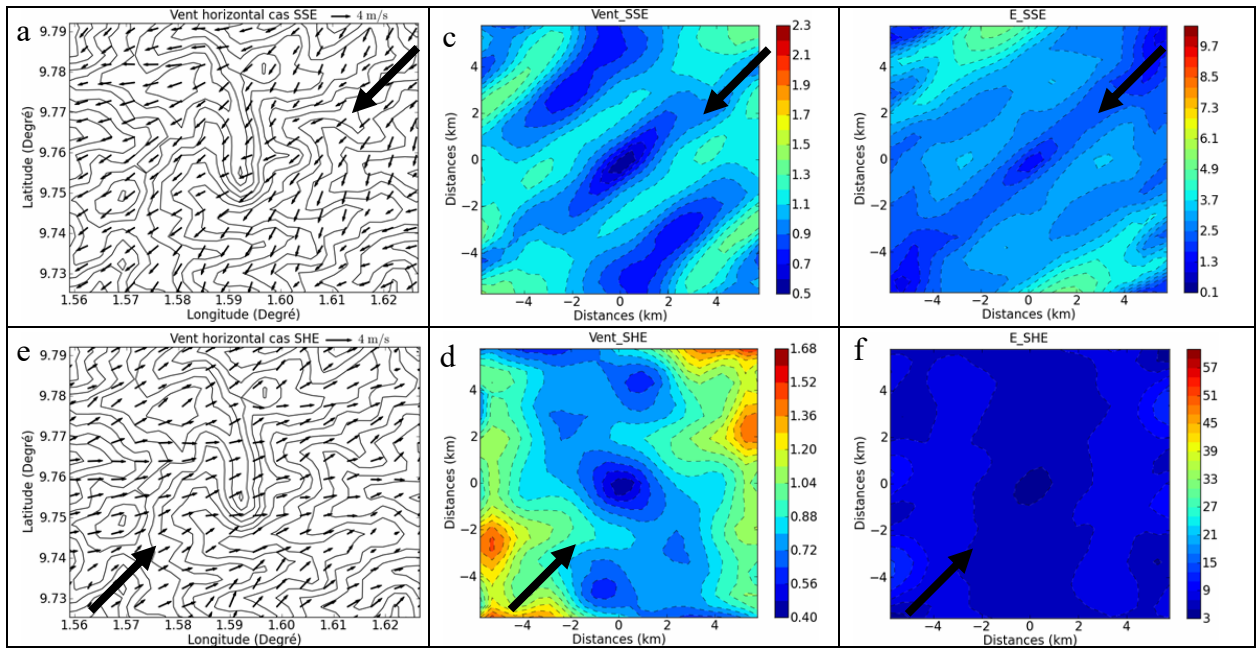 a
Vent horizontal cas SSE
4 m/s
9.79
9.78
9.77
9.76
9.75
9.74
9.73
Latitude (Degré)
1.56 1.57 1.58 1.59 1.60 1.61 1.62
Longitude (Degré)
c
Vent_SSE
4
2
0
−2
−4
Distances (km)
−4 −2 0 2 4
Distances (km)
2.3
2.1
1.9
1.7
1.5
1.3
1.1
0.9
0.7
0.5
E_SSE
4
2
0
−2
−4
Distances (km)
−4 −2 0 2 4
Distances (km)
9.7
8.5
7.3
6.1
4.9
3.7
2.5
1.3
0.1
e
Vent horizontal cas SHE
4 m/s
9.79
9.78
9.77
9.76
9.75
9.74
9.73
Latitude (Degré)
1.56 1.57 1.58 1.59 1.60 1.61 1.62
Longitude (Degré)
d
Vent_SHE
4
2
0
−2
−4
Distances (km)
−4 −2 0 2 4
Distances (km)
1.68
1.52
1.36
1.20
1.04
0.88
0.72
0.56
0.40
f
E_SHE
4
2
0
−2
−4
Distances (km)
−4 −2 0 2 4
Distances (km)
57
51
45
39
33
27
21
15
9
3